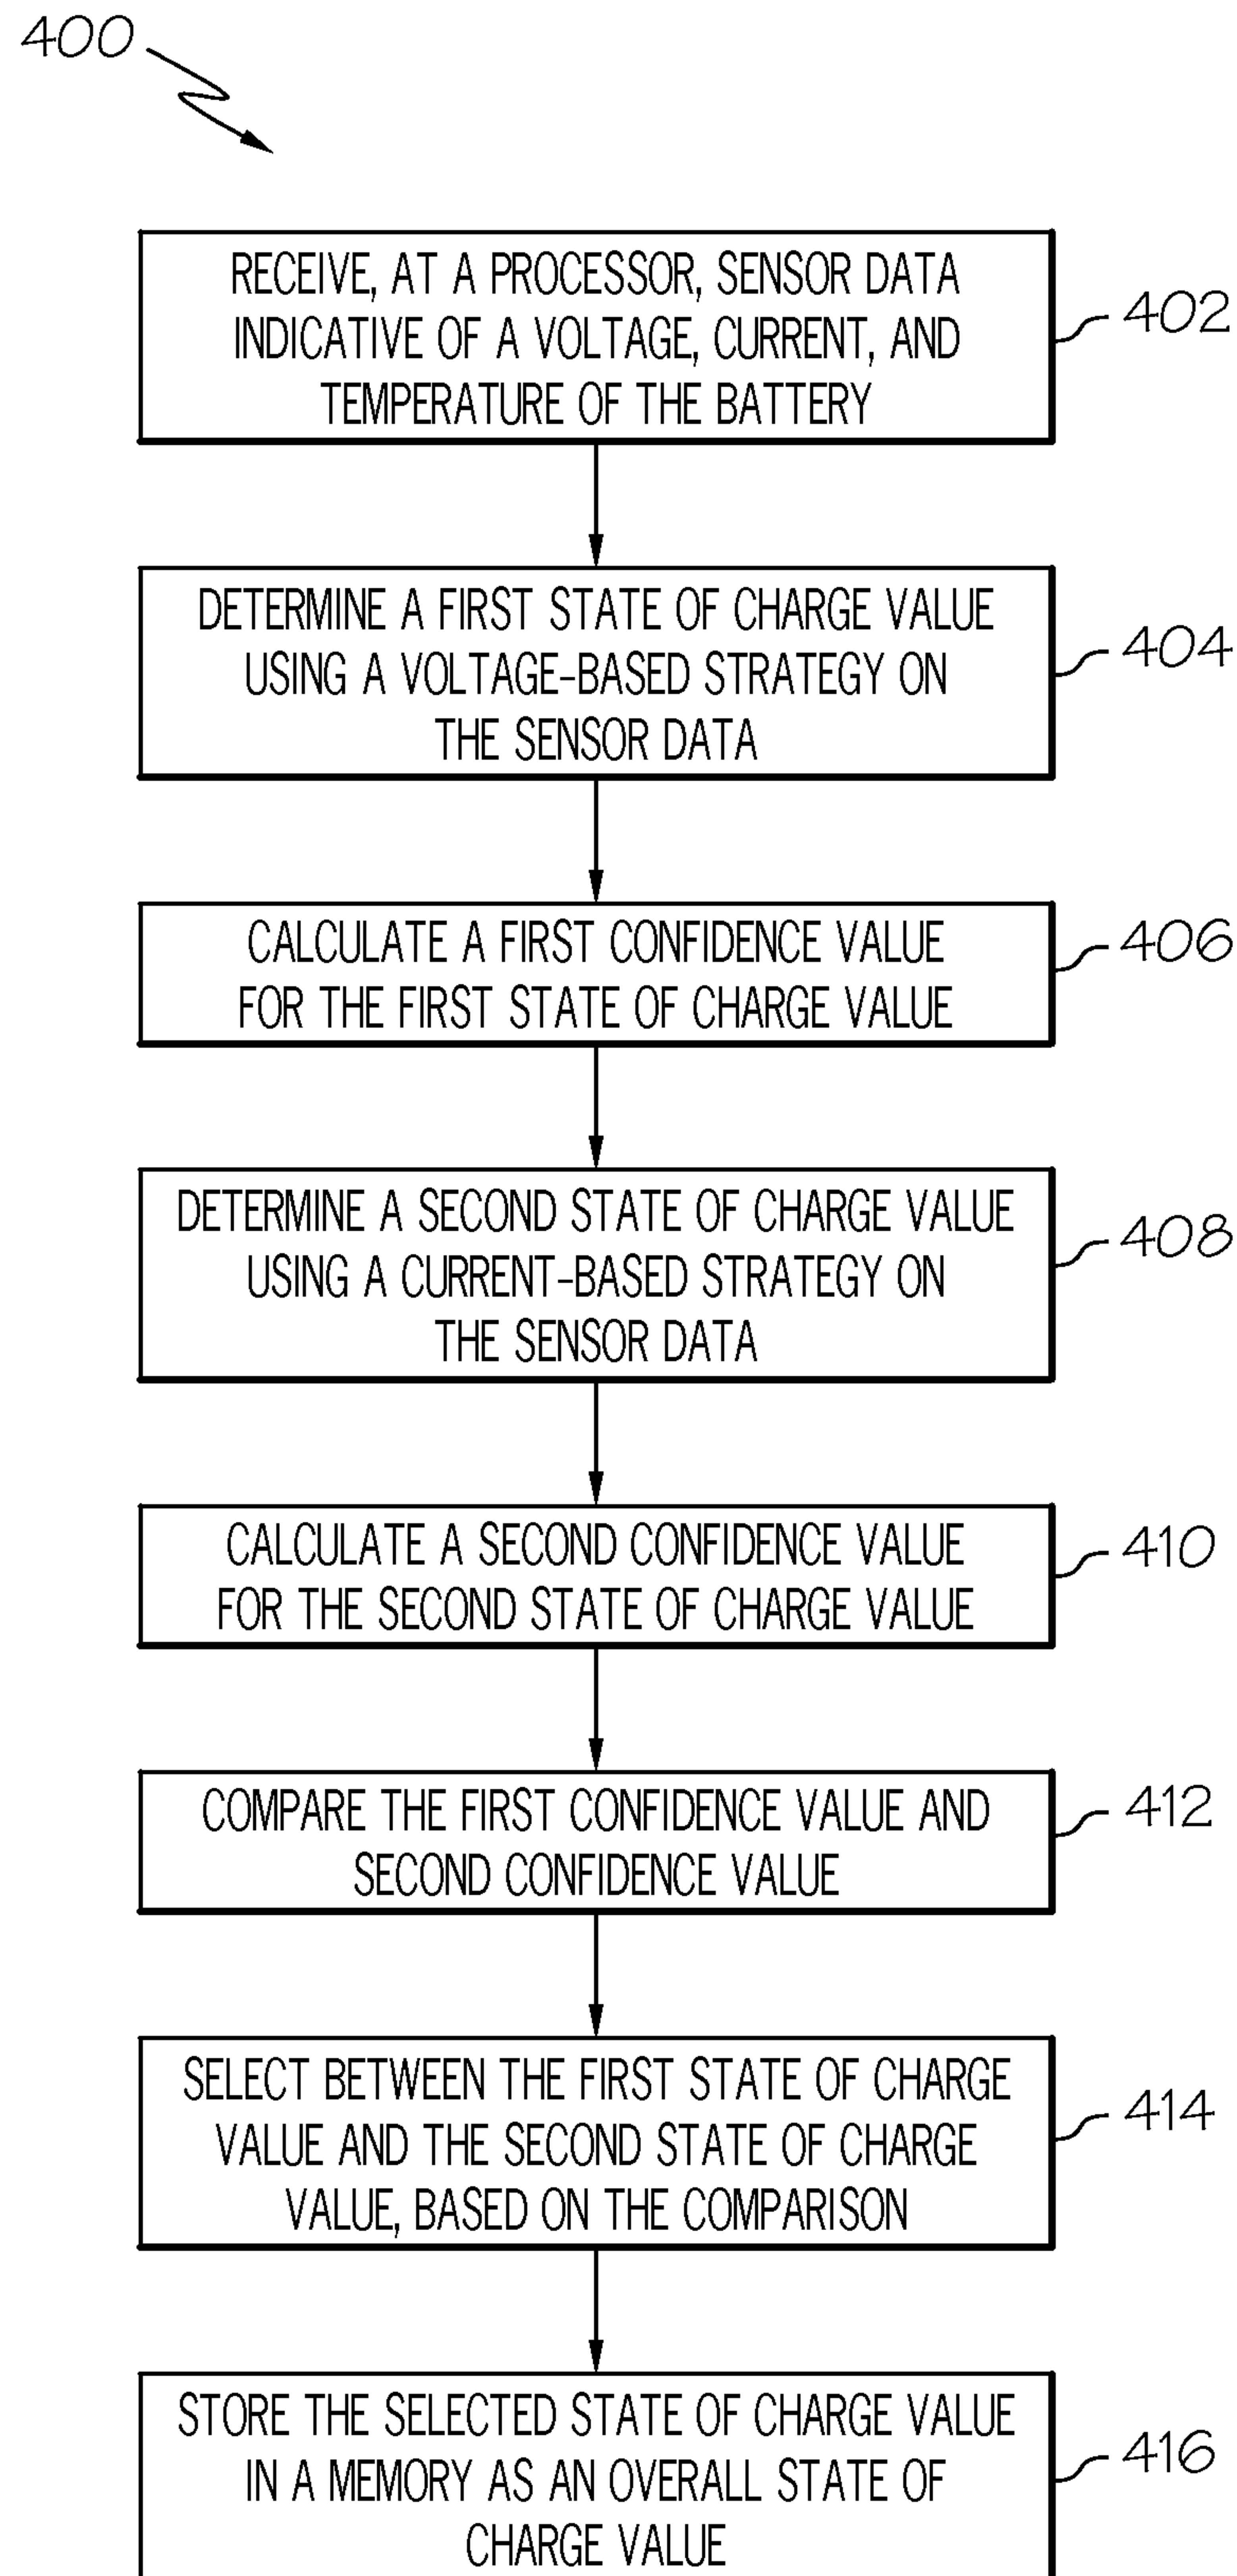 400
RECEIVE, AT A PROCESSOR, SENSOR DATA
INDICATIVE OF A VOLTAGE, CURRENT, AND
TEMPERATURE OF THE BATTERY
402
DETERMINE A FIRST STATE OF CHARGE VALUE
USING A VOLTAGE-BASED STRATEGY ON
THE SENSOR DATA
404
CALCULATE A FIRST CONFIDENCE VALUE
FOR THE FIRST STATE OF CHARGE VALUE
406
DETERMINE A SECOND STATE OF CHARGE VALUE
USING A CURRENT-BASED STRATEGY ON
THE SENSOR DATA
408
CALCULATE A SECOND CONFIDENCE VALUE
FOR THE SECOND STATE OF CHARGE VALUE
410
COMPARE THE FIRST CONFIDENCE VALUE AND
SECOND CONFIDENCE VALUE
412
SELECT BETWEEN THE FIRST STATE OF CHARGE
VALUE AND THE SECOND STATE OF CHARGE
VALUE, BASED ON THE COMPARISON
414
STORE THE SELECTED STATE OF CHARGE VALUE
IN A MEMORY AS AN OVERALL STATE OF
CHARGE VALUE
416